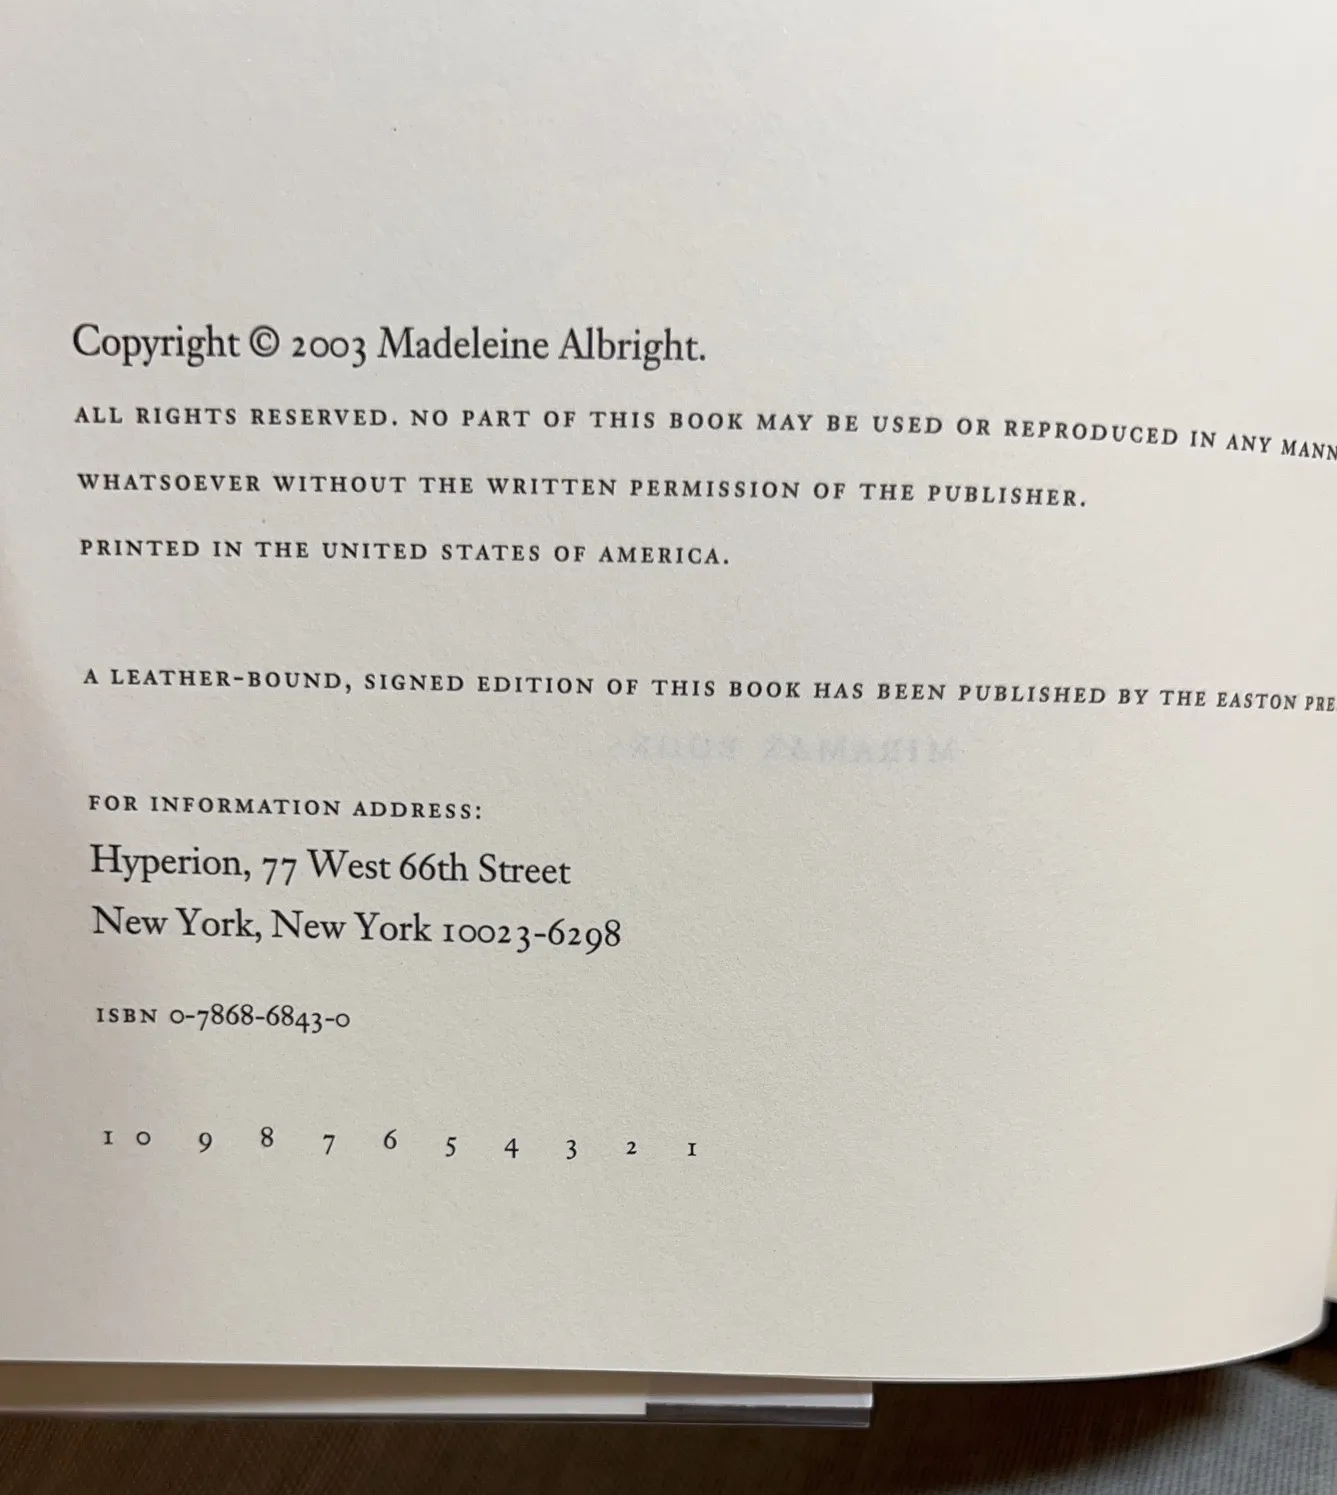 Copyright © 2003 Madeleine Albright.
ALL RIGHTS RESERVED. NO PART OF THIS BOOK MAY BE USED OR REPRODUCED IN ANY MANN
WHATSOEVER WITHOUT THE WRITTEN PERMISSION OF THE PUBLISHER.
PRINTED IN THE UNITED STATES OF AMERICA.
A LEATHER-BOUND, SIGNED EDITION OF THIS BOOK HAS BEEN PUBLISHED BY THE EASTON PRE
MIRAMAX BOOKS
FOR INFORMATION ADDRESS:
Hyperion, 77 West 66th Street
New York, New York 10023-6298
ISBN 0-7868-6843-0
10 9 8 7 6 5 4 3 2 1